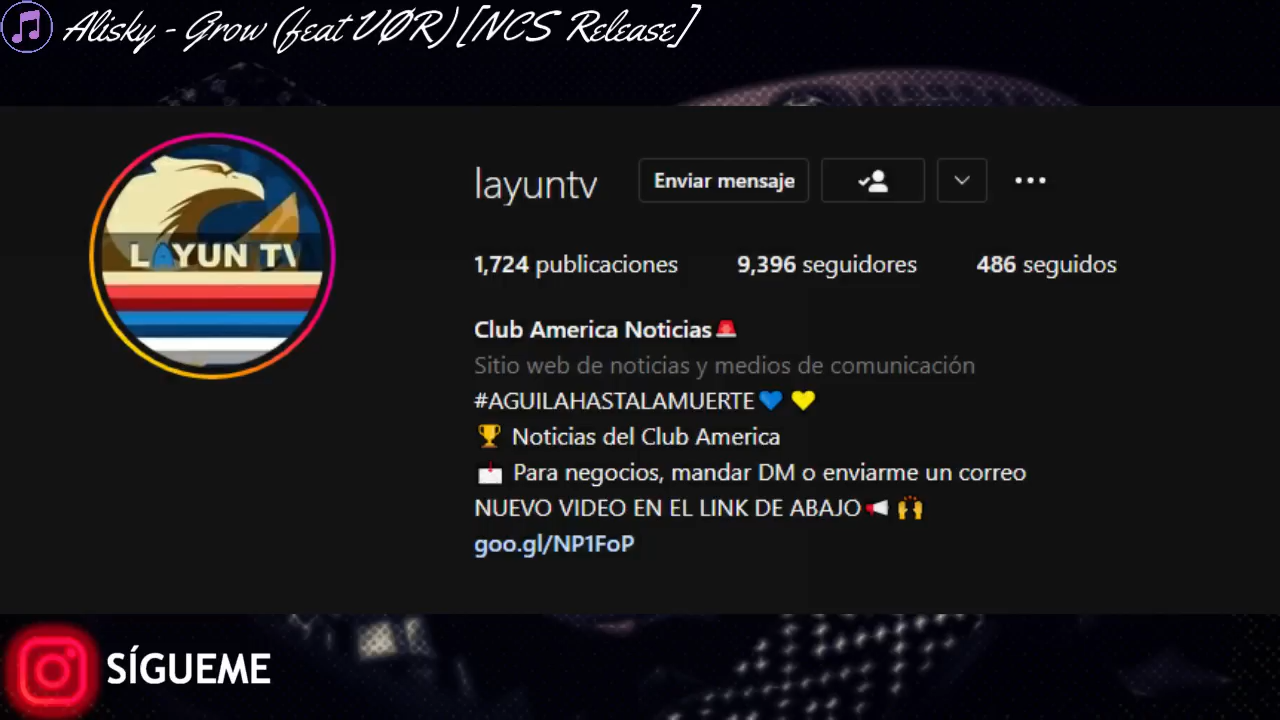 Alisky - Grow (feat VØR) [NCS Release]
LAYUN TV
layuntv
Enviar mensaje
1,724 publicaciones 9,396 seguidores 486 seguidos
Club America Noticias🚨
Sitio web de noticias y medios de comunicación
#AGUILAHASTALAMUERTE💙 💛
🏆 Noticias del Club America
📩 Para negocios, mandar DM o enviarme un correo
NUEVO VIDEO EN EL LINK DE ABAJO📢 🙌
goo.gl/NP1FoP
SÍGUEME